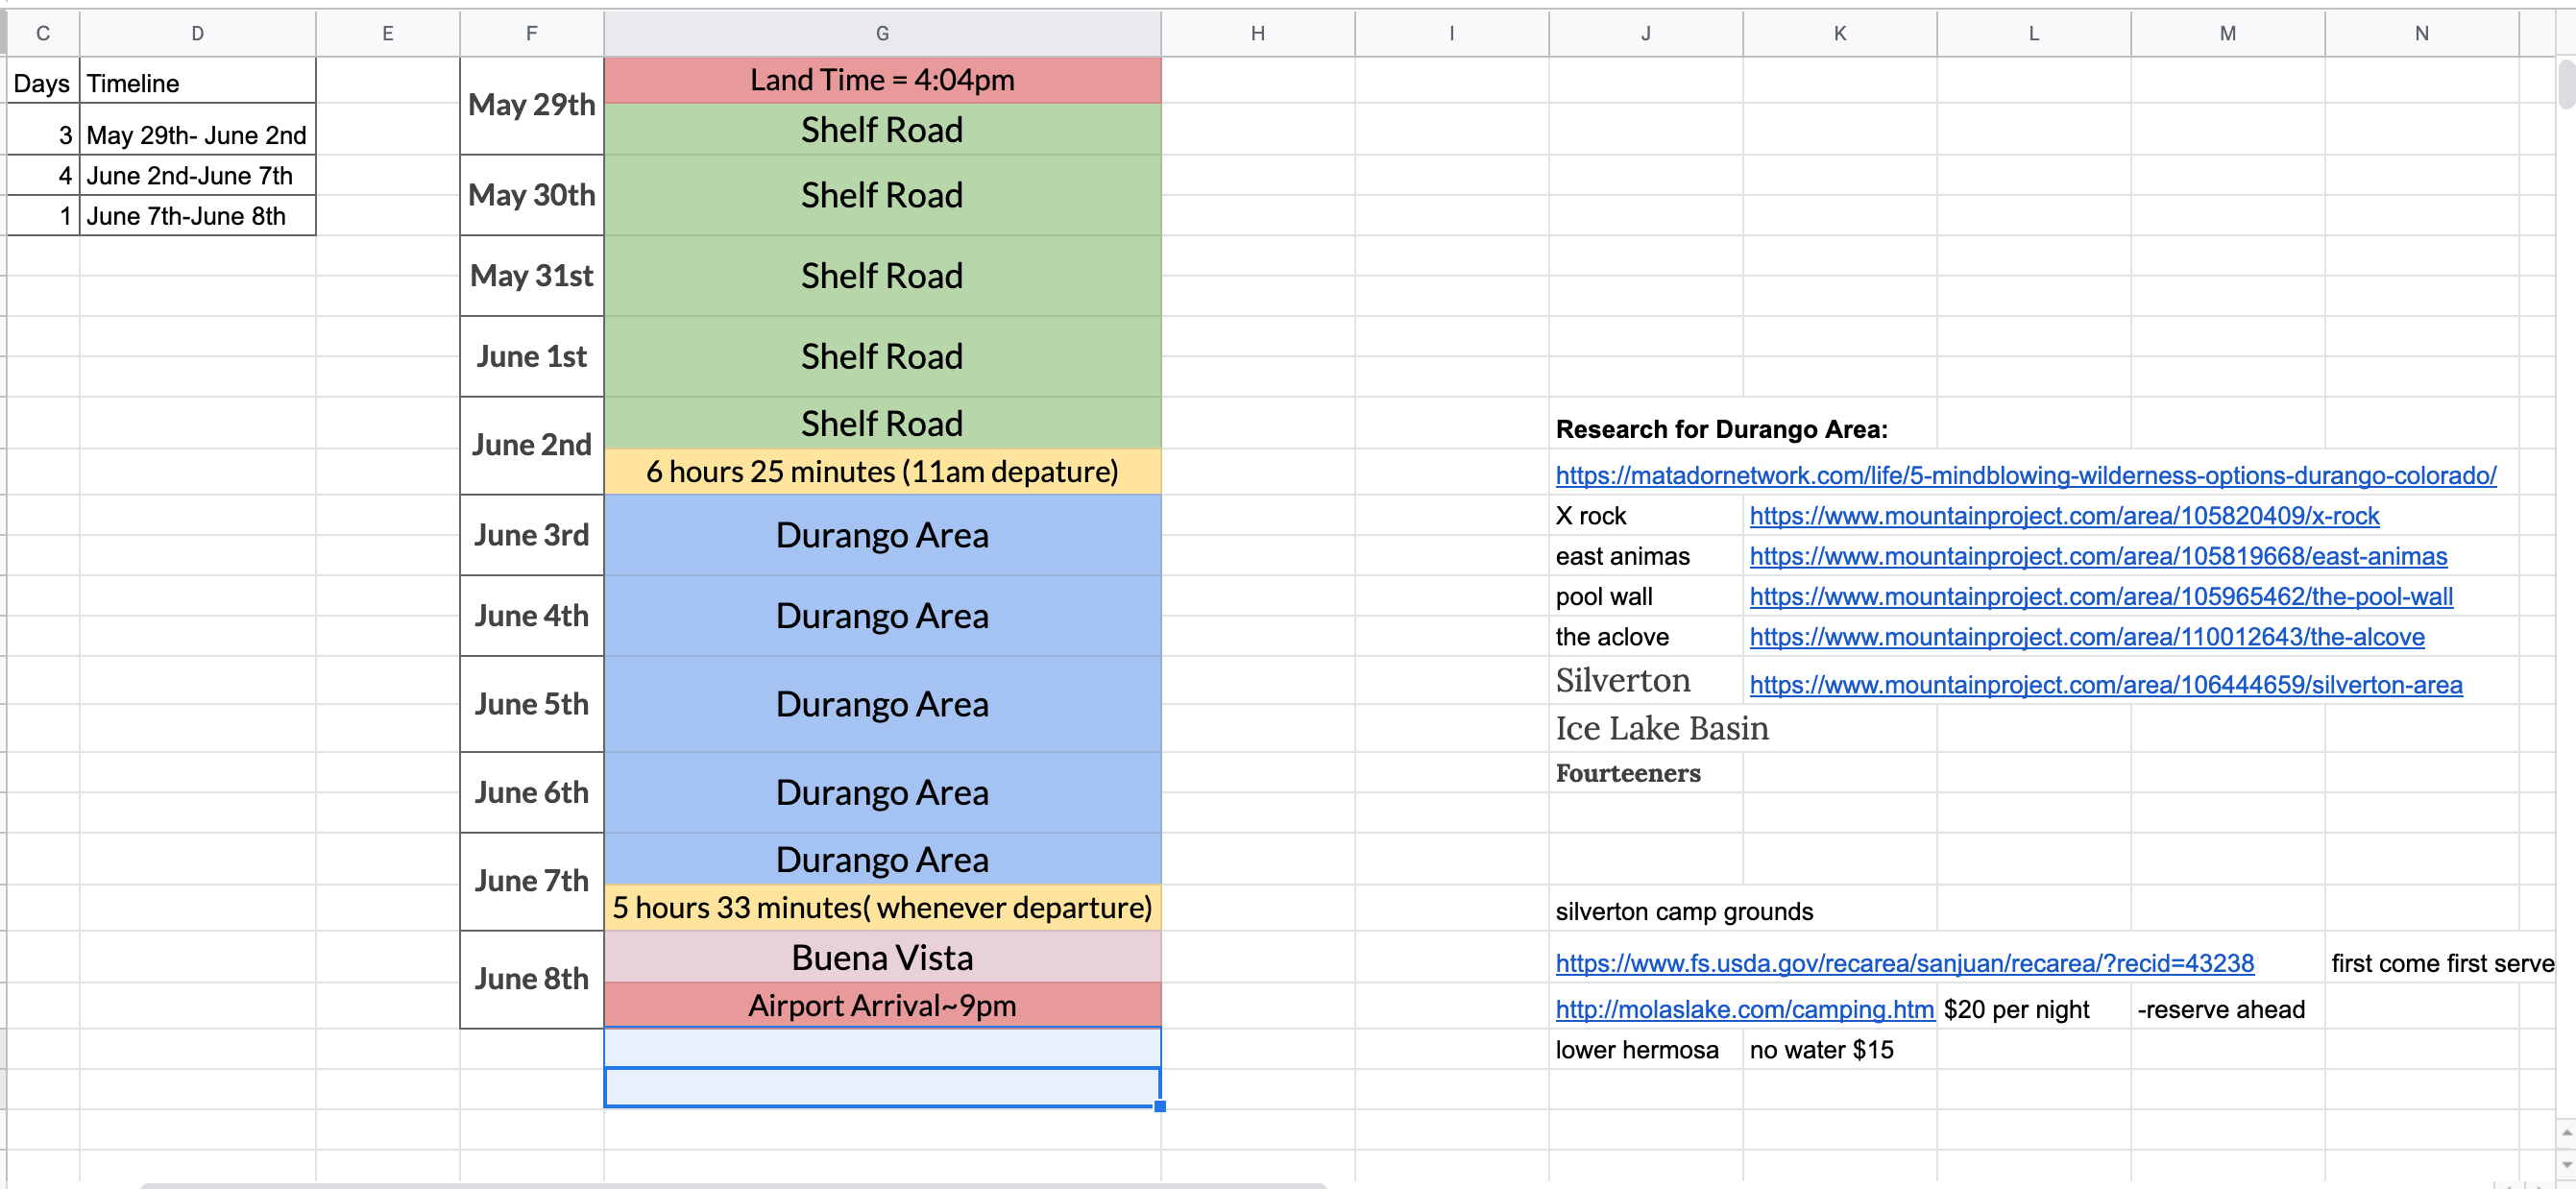 C D E F G H I J K L M N
Days Timeline
3 May 29th- June 2nd
4 June 2nd-June 7th
1 June 7th-June 8th
May 29th
Land Time = 4:04pm
Shelf Road
May 30th
Shelf Road
May 31st
Shelf Road
June 1st
Shelf Road
June 2nd
Shelf Road
6 hours 25 minutes (11am depature)
June 3rd
Durango Area
June 4th
Durango Area
June 5th
Durango Area
June 6th
Durango Area
June 7th
Durango Area
5 hours 33 minutes( whenever departure)
June 8th
Buena Vista
Airport Arrival~9pm
Research for Durango Area:
https://matadornetwork.com/life/5-mindblowing-wilderness-options-durango-colorado/
X rock https://www.mountainproject.com/area/105820409/x-rock
east animas https://www.mountainproject.com/area/105819668/east-animas
pool wall https://www.mountainproject.com/area/105965462/the-pool-wall
the aclove https://www.mountainproject.com/area/110012643/the-alcove
Silverton https://www.mountainproject.com/area/106444659/silverton-area
Ice Lake Basin
Fourteeners
silverton camp grounds
https://www.fs.usda.gov/recarea/sanjuan/recarea/?recid=43238 first come first serve
http://molaslake.com/camping.htm $20 per night -reserve ahead
lower hermosa no water $15